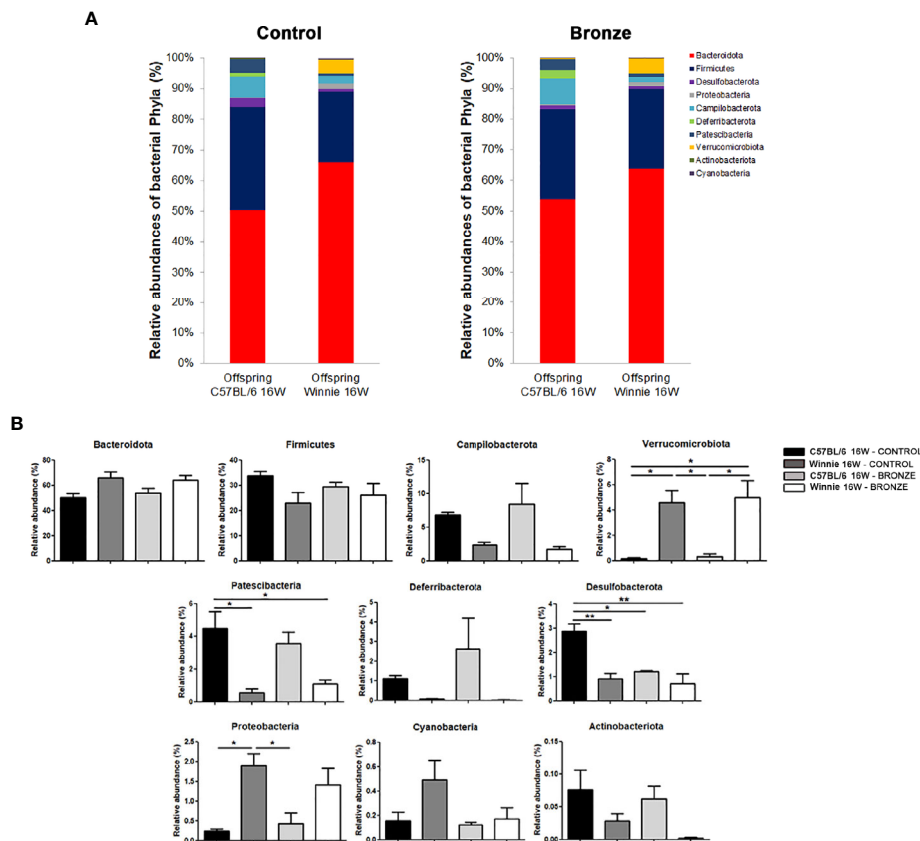 A
Control
Bronze
Relative abundances of bacterial Phyla (%)
100%
90%
80%
70%
60%
50%
40%
30%
20%
10%
0%
Offspring
C57BL/6 16W
Offspring
Winnie 16W
Relative abundances of bacterial Phyla (%)
100%
90%
80%
70%
60%
50%
40%
30%
20%
10%
0%
Offspring
C57BL/6 16W
Offspring
Winnie 16W
Bacteroidota
Firmicutes
Desulfobacterota
Proteobacteria
Campilobacterota
Deferribacterota
Patescibacteria
Verrucomicrobiota
Actinobacteriota
Cyanobacteria
B
Bacteroidota
Relative abundance (%)
80
60
40
20
0
Firmicutes
Relative abundance (%)
40
30
20
10
0
Campilobacterota
Relative abundance (%)
15
10
5
0
Verrucomicrobiota
Relative abundance (%)
8
6
4
2
0
*
* * *
C57BL/6 16W - CONTROL
Winnie 16W - CONTROL
C57BL/6 16W - BRONZE
Winnie 16W - BRONZE
Patescibacteria
Relative abundance (%)
6
4
2
0
*
*
Deferribacterota
Relative abundance (%)
5
4
3
2
1
0
Desulfobacterota
Relative abundance (%)
4
3
2
1
0
**
*
**
Proteobacteria
Relative abundance (%)
2.5
2.0
1.5
1.0
0.5
0.0
* *
Cyanobacteria
Relative abundance (%)
0.8
0.6
0.4
0.2
0.0
Actinobacteriota
Relative abundance (%)
0.15
0.10
0.05
0.00